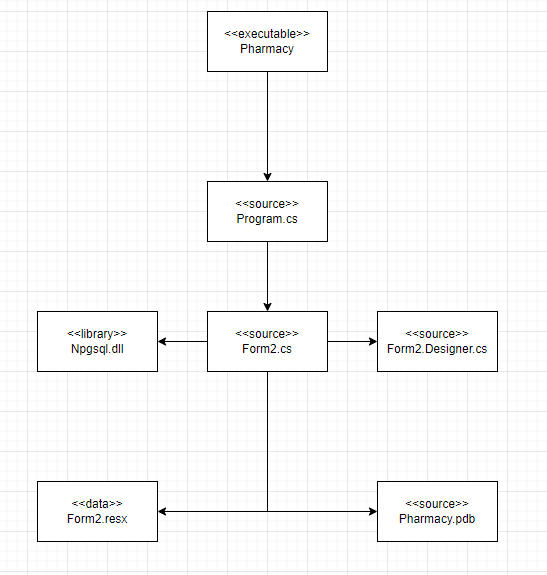 <<executable>>
Pharmacy
<<source>>
Program.cs
<<library>>
Npgsql.dll
<<source>>
Form2.cs
<<source>>
Form2.Designer.cs
<<data>>
Form2.resx
<<source>>
Pharmacy.pdb